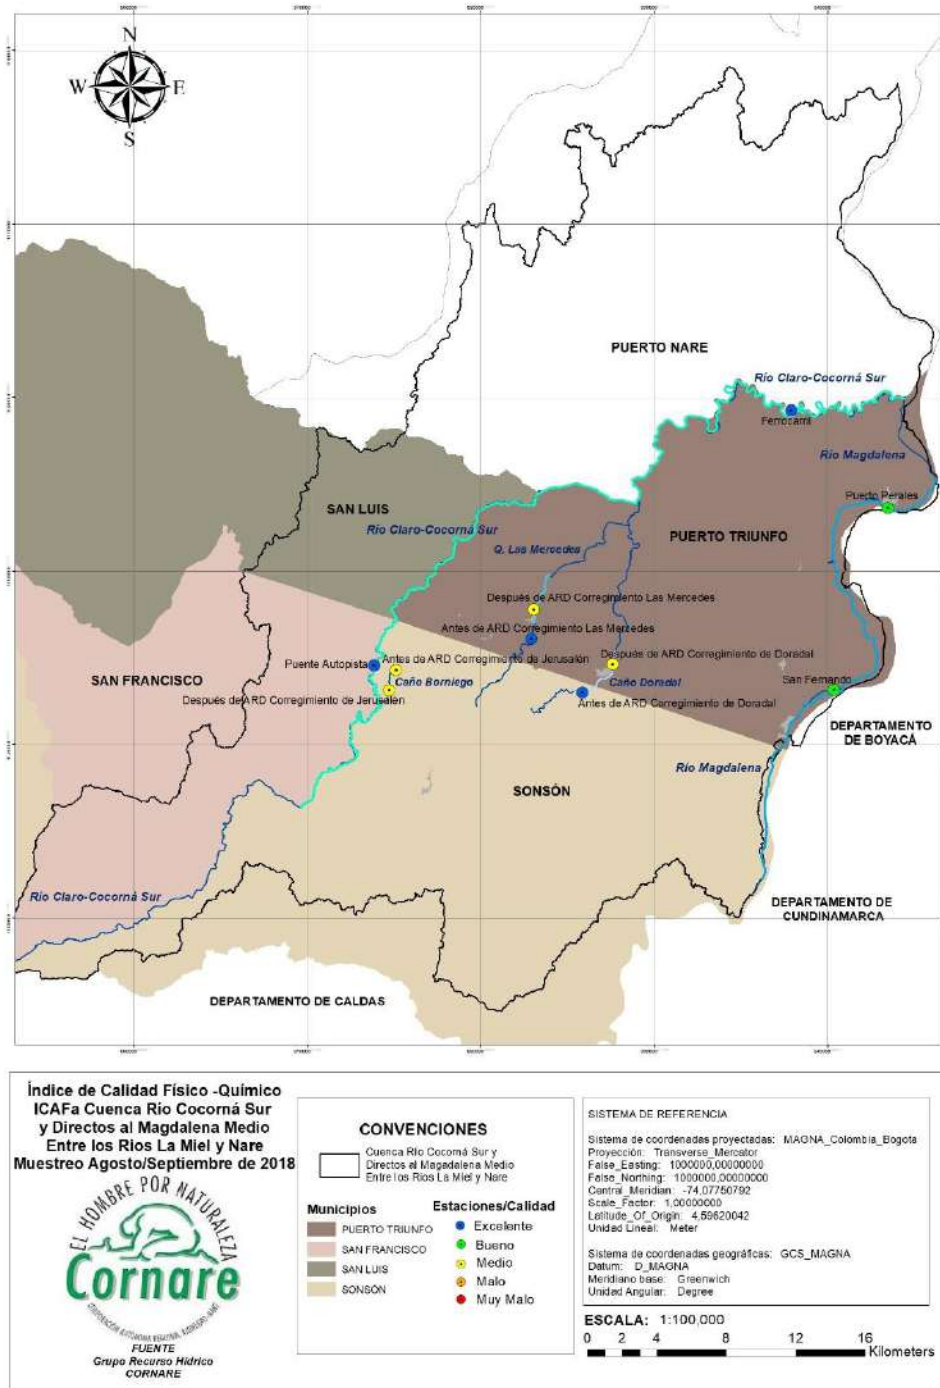 N
W E
S
PUERTO NARE
Río Claro-Cocorná Sur
Ferrocarril
Río Magdalena
Puerto Perales
SAN LUIS
Río Claro-Cocorná Sur
Q. Las Mercedes
PUERTO TRIUNFO
Después de ARD Corregimiento Las Mercedes
Antes de ARD Corregimiento Las Mercedes
Puente Autopista
Antes de ARD Corregimiento de Jerusalén
Después de ARD Corregimiento de Doradal
SAN FRANCISCO
Caño Borniego
Caño Doradal
San Fernando
Después de ARD Corregimiento de Jerusalén
Antes de ARD Corregimiento de Doradal
DEPARTAMENTO
DE BOYACÁ
Río Magdalena
SONSÓN
Río Claro-Cocorná Sur
DEPARTAMENTO DE
CUNDINAMARCA
DEPARTAMENTO DE CALDAS
Índice de Calidad Físico -Químico
ICAFa Cuenca Río Cocorná Sur
y Directos al Magdalena Medio
Entre los Rios La Miel y Nare
Muestreo Agosto/Septiembre de 2018
EL HOMBRE POR NATURALEZA
Cornare
FUENTE
Grupo Recurso Hídrico
CORNARE
CONVENCIONES
Cuenca Río Cocorná Sur y
Directos al Magadalena Medio
Entre los Ríos La Miel y Nare
Municipios
PUERTO TRIUNFO
SAN FRANCISCO
SAN LUIS
SONSÓN
Estaciones/Calidad
Excelente
Bueno
Medio
Malo
Muy Malo
SISTEMA DE REFERENCIA
Sistema de coordenadas proyectadas: MAGNA_Colombia_Bogota
Proyección: Transverse_Mercator
False_Easting: 1000000,00000000
False_Northing: 1000000,00000000
Central_Meridian: -74,07750792
Scale_Factor: 1,00000000
Latitude_Of_Origin: 4,59620042
Unidad Lineal: Meter
Sistema de coordenadas geográficas: GCS_MAGNA
Datum: D_MAGNA
Meridiano base: Greenwich
Unidad Angular: Degree
ESCALA: 1:100,000
0 2 4 8 12 16
Kilometers